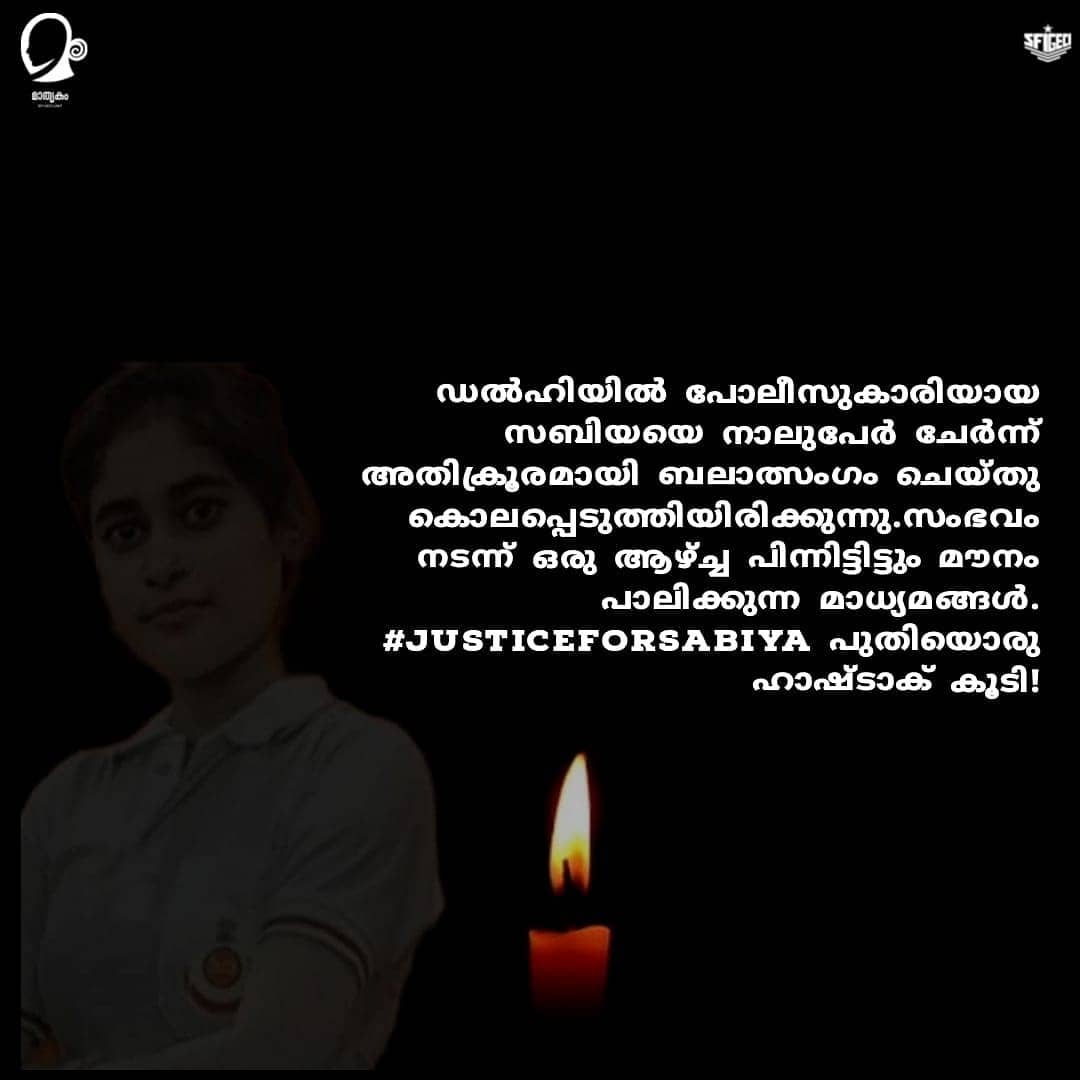 മാതൃകം
SFIGEC
ഡൽഹിയിൽ പോലീസുകാരിയായ
സബിയയെ നാലുപേർ ചേർന്ന്
അതിക്രൂരമായി ബലാത്സംഗം ചെയ്തു
കൊലപ്പെടുത്തിയിരിക്കുന്നു.സംഭവം
നടന്ന് ഒരു ആഴ്ച്ച പിന്നിട്ടിട്ടും മൗനം
പാലിക്കുന്ന മാധ്യമങ്ങൾ.
#JUSTICEFORSABIYA പുതിയൊരു
ഹാഷ്ടാക് കൂടി!